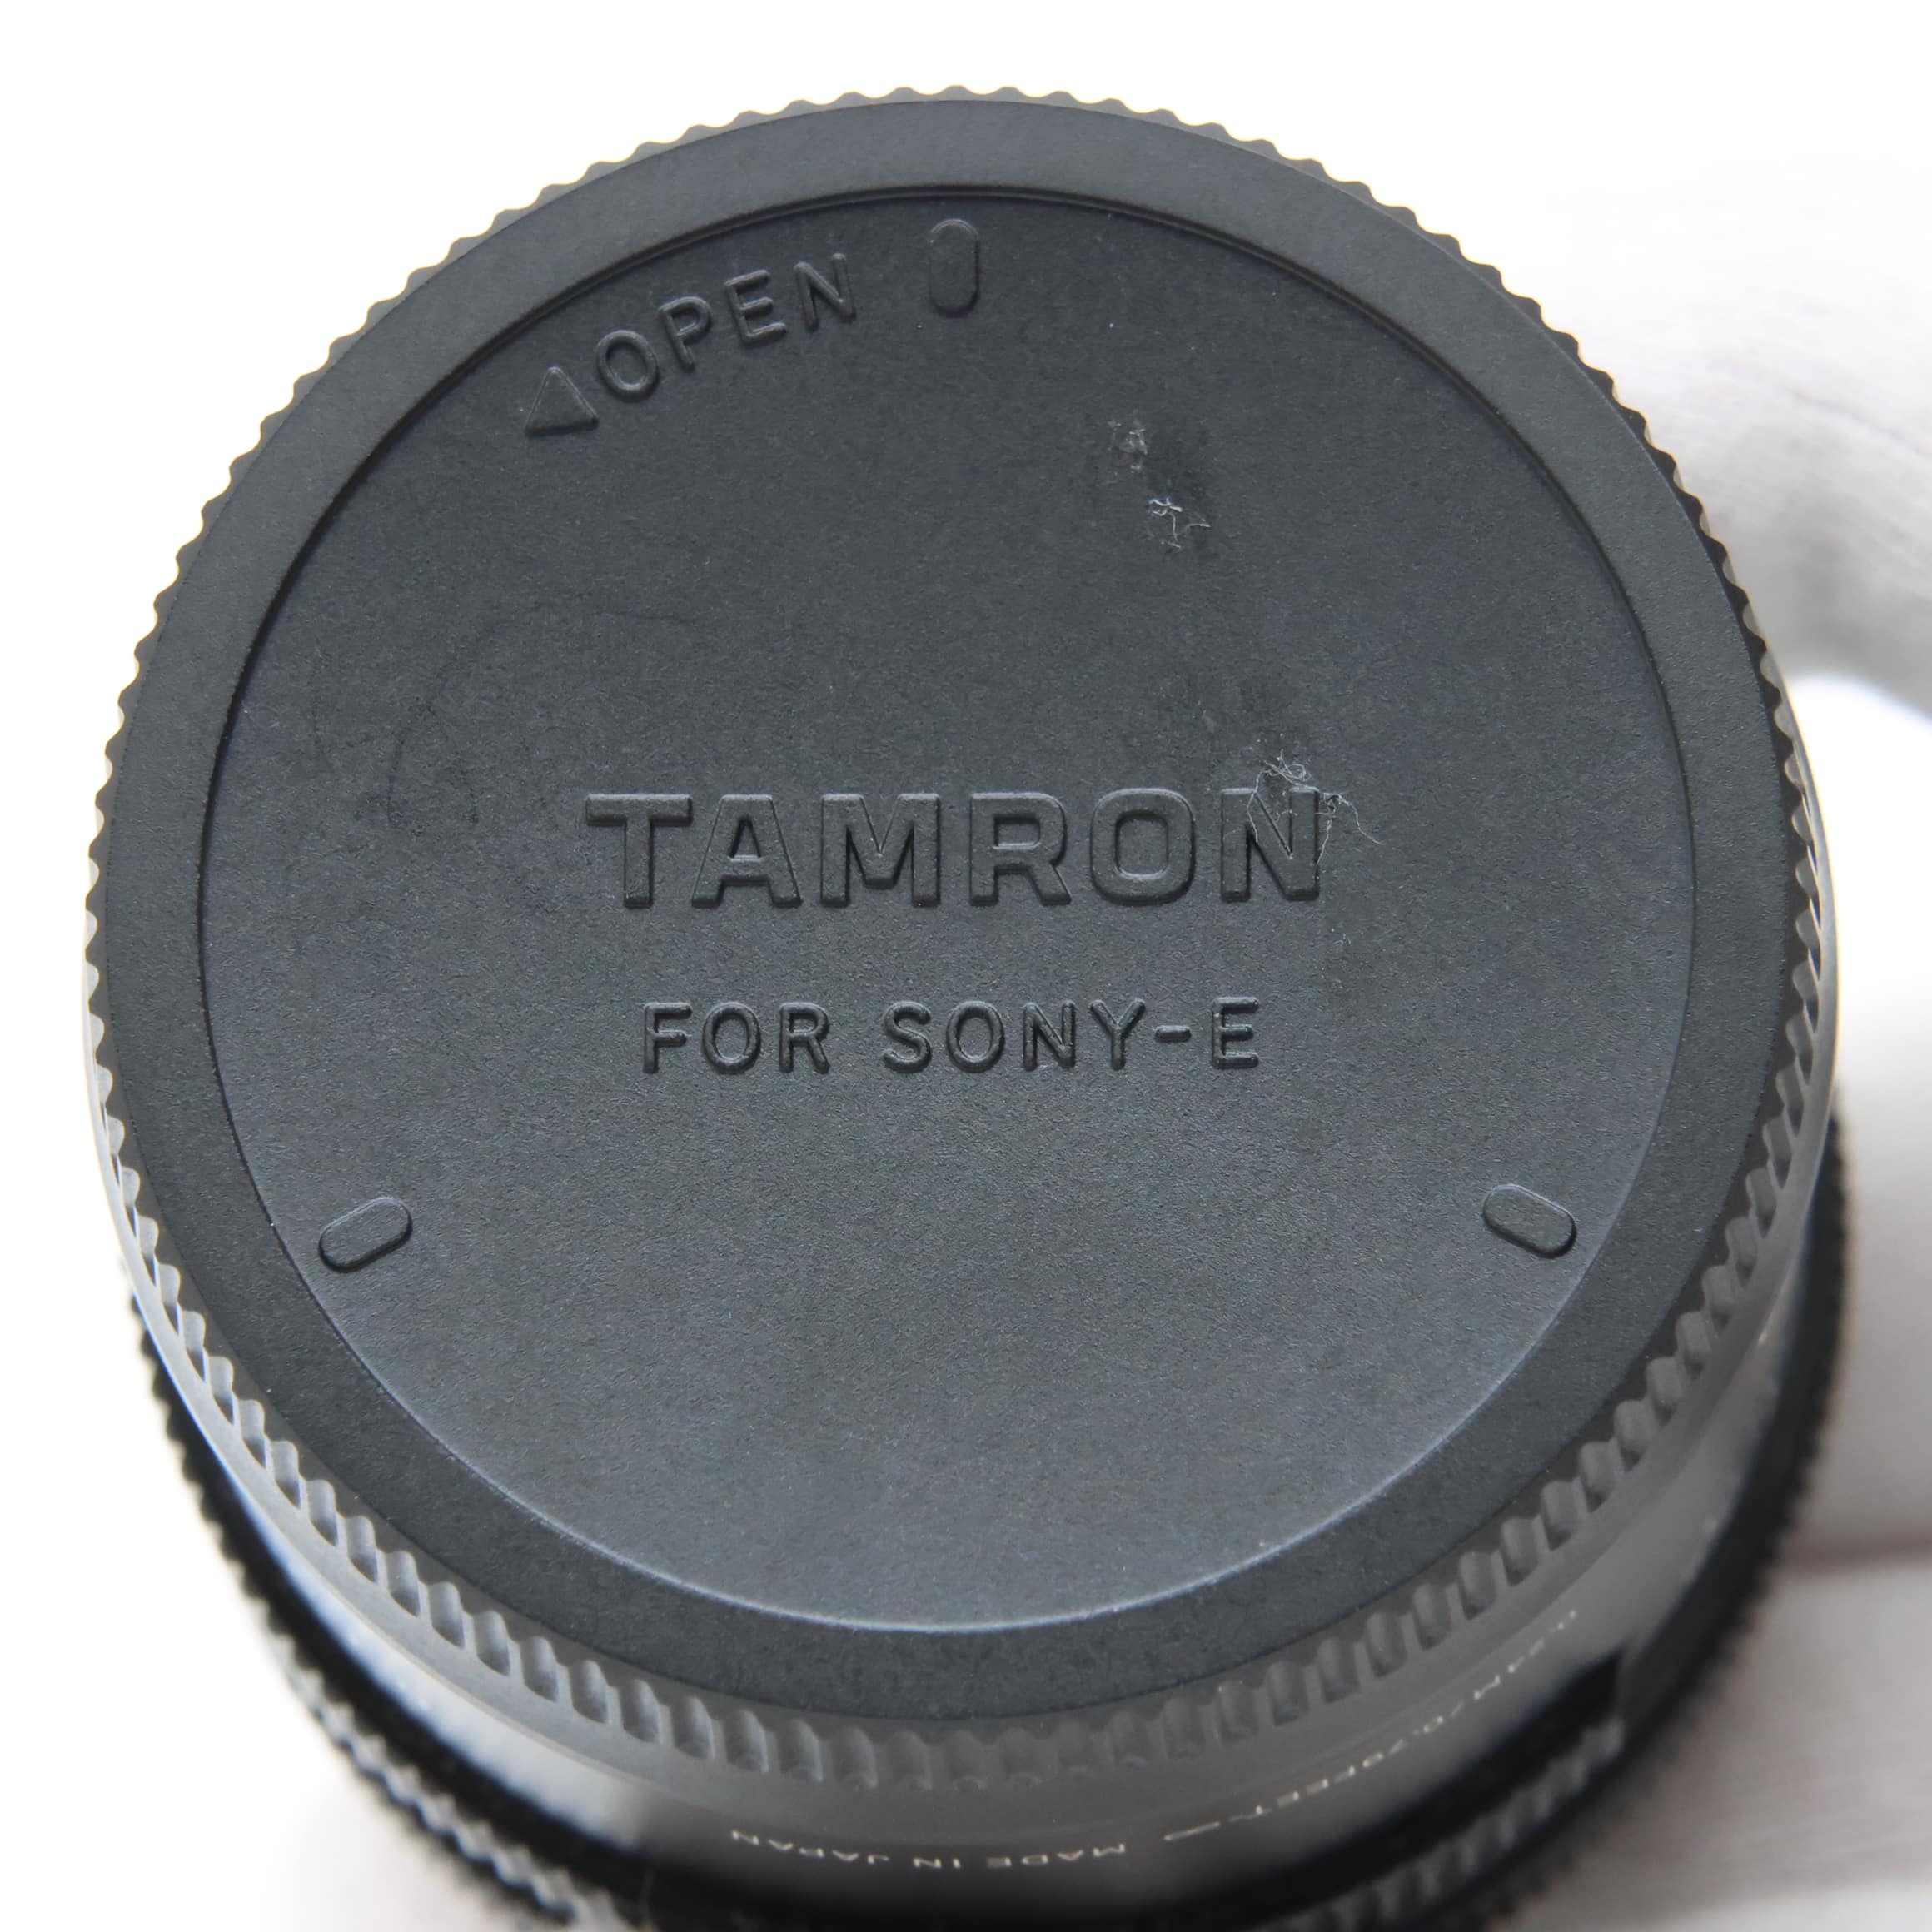 OPEN
TAMRON
FOR SONY-E
MADE IN JAPAN